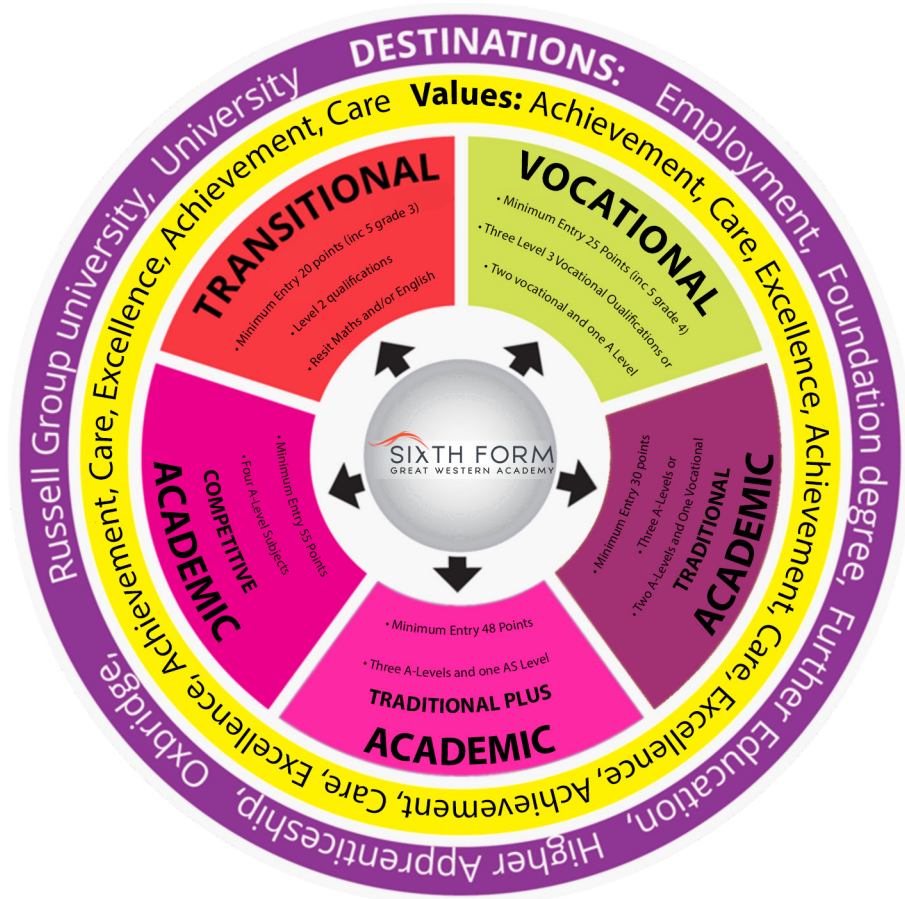 DESTINATIONS: Employment, Foundation degree, Further Education, Higher Apprenticeship, Oxbridge, Russell Group university, University
Values: Achievement, Care, Excellence, Achievement, Care, Excellence, Achievement, Care, Excellence, Achievement, Care, Excellence, Achievement, Care
TRANSITIONAL
• Minimum Entry 20 points (inc 5 grade 3)
• Level 2 qualifications
• Resit Maths and/or English
VOCATIONAL
• Minimum Entry 25 Points (inc 5 grade 4)
• Three Level 3 Vocational Qualifications or
• Two vocational and one A Level
• Minimum Entry 30 points
• Three A-Levels or
• Two A-Levels and One Vocational
TRADITIONAL
ACADEMIC
• Minimum Entry 48 Points
• Three A-Levels and one AS Level
TRADITIONAL PLUS
ACADEMIC
• Minimum Entry 55 Points
• Four A-Level Subjects
COMPETITIVE
ACADEMIC
SIXTH FORM
GREAT WESTERN ACADEMY